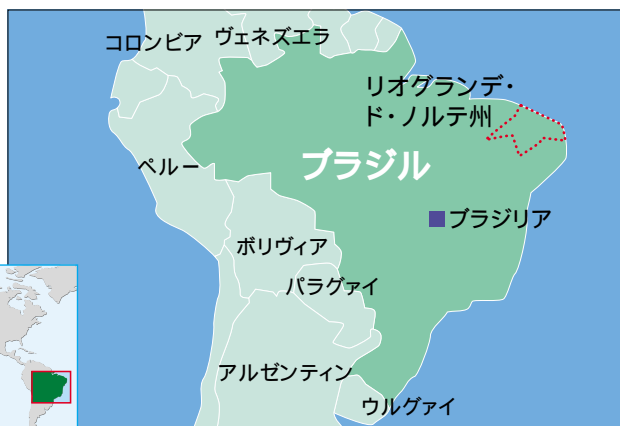 コロンビア
ヴェネズエラ
リオグランデ・
ド・ノルテ州
ペルー
ブラジル
ブラジリア
ボリヴィア
パラグァイ
アルゼンティン
ウルグァイ